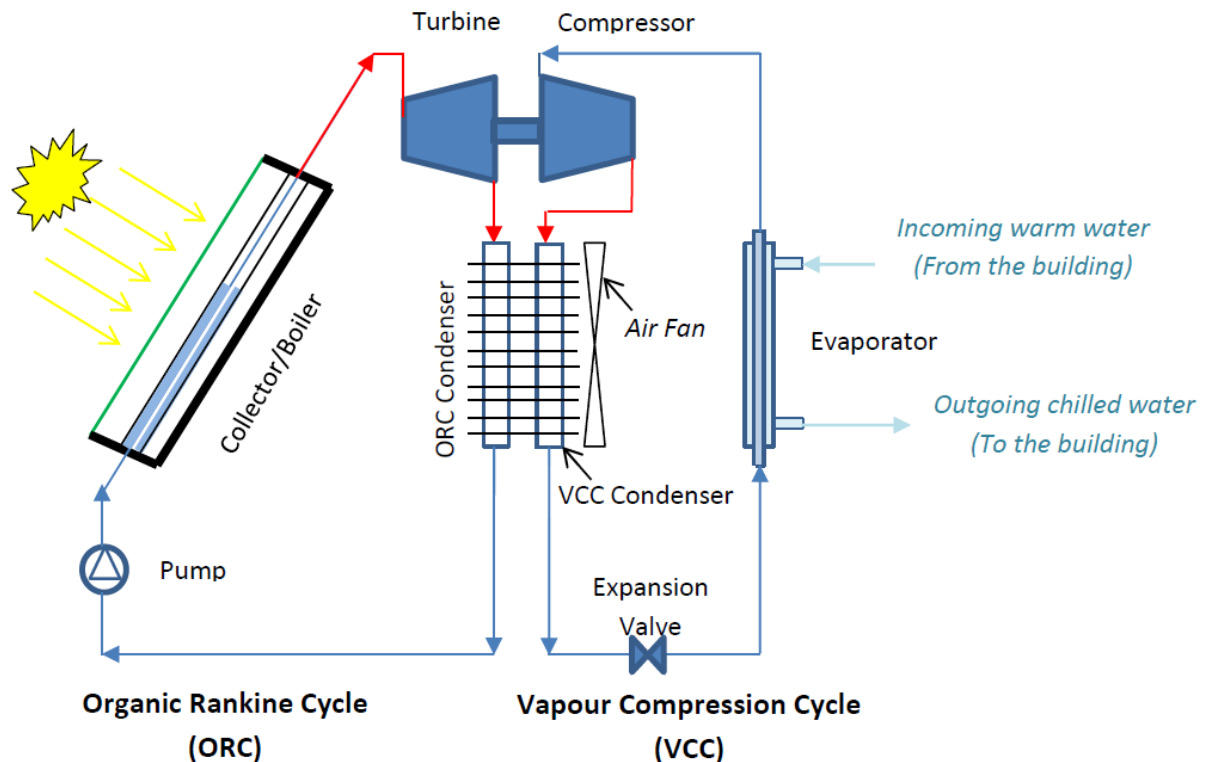 Turbine
Compressor
Collector/Boiler
ORC Condenser
Air Fan
Incoming warm water
(From the building)
Evaporator
Outgoing chilled water
(To the building)
VCC Condenser
Pump
Expansion
Valve
Organic Rankine Cycle
(ORC)
Vapour Compression Cycle
(VCC)